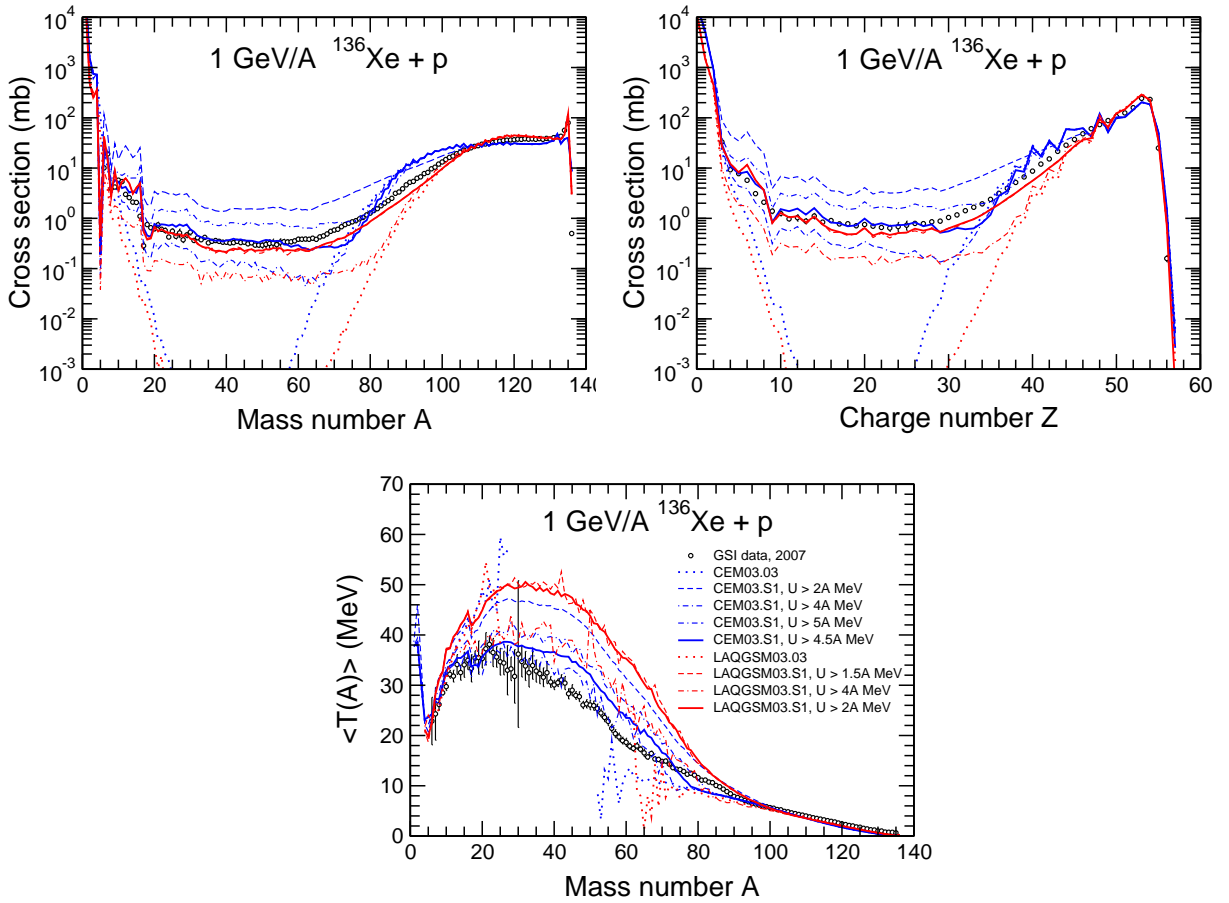 1 GeV/A ¹³⁶Xe + p
Cross section (mb)
10⁴
10³
10²
10¹
10⁰
10⁻¹
10⁻²
10⁻³
0 20 40 60 80 100 120 140
Mass number A
1 GeV/A ¹³⁶Xe + p
Cross section (mb)
10⁴
10³
10²
10¹
10⁰
10⁻¹
10⁻²
10⁻³
0 10 20 30 40 50 60
Charge number Z
1 GeV/A ¹³⁶Xe + p
<T(A)> (MeV)
70
60
50
40
30
20
10
0
GSI data, 2007
CEM03.03
CEM03.S1, U > 2A MeV
CEM03.S1, U > 4A MeV
CEM03.S1, U > 5A MeV
CEM03.S1, U > 4.5A MeV
LAQGSM03.03
LAQGSM03.S1, U > 1.5A MeV
LAQGSM03.S1, U > 4A MeV
LAQGSM03.S1, U > 2A MeV
0 20 40 60 80 100 120 140
Mass number A